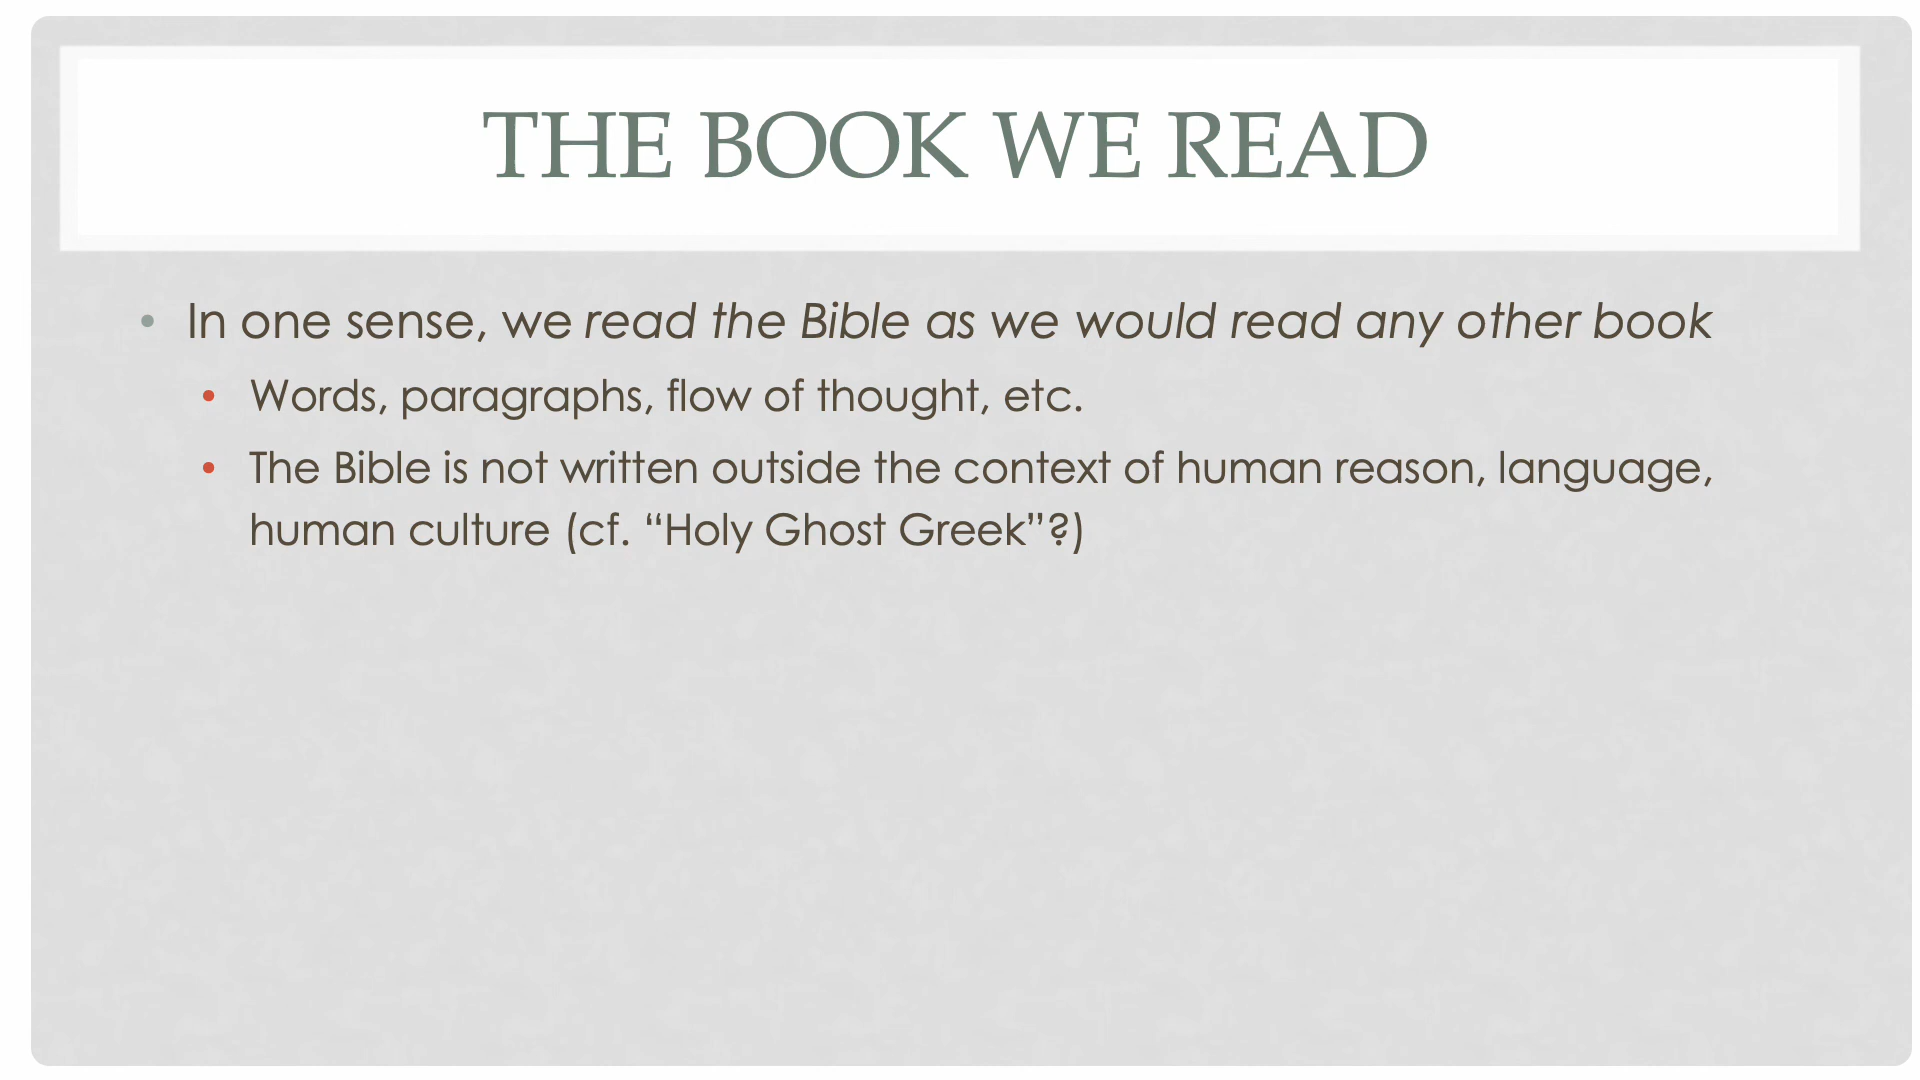 THE BOOK WE READ
• In one sense, we read the Bible as we would read any other book
• Words, paragraphs, flow of thought, etc.
• The Bible is not written outside the context of human reason, language,
human culture (cf. “Holy Ghost Greek”?)